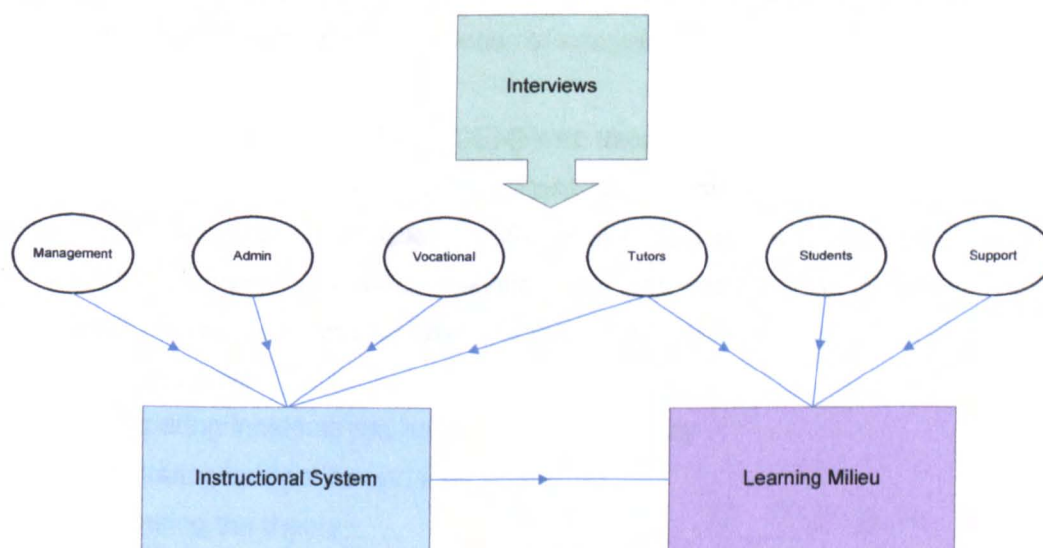 Interviews
Management
Admin
Vocational
Tutors
Students
Support
Instructional System
Learning Milieu